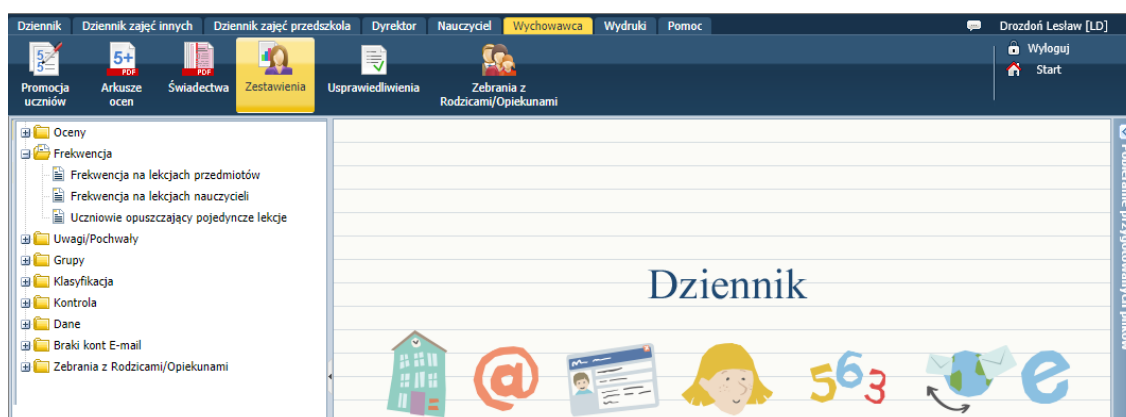 Dziennik Dziennik zajęć innych Dziennik zajęć przedszkola Dyrektor Nauczyciel Wychowawca Wydruki Pomoc Drozdoń Lesław [LD]
5+
PDF
PDF
Promocja uczniów
Arkusze ocen
Świadectwa
Zestawienia
Usprawiedliwienia
Zebrania z Rodzicami/Opiekunami
Wyloguj
Start
Oceny
Frekwencja
Frekwencja na lekcjach przedmiotów
Frekwencja na lekcjach nauczycieli
Uczniowie opuszczający pojedyncze lekcje
Uwagi/Pochwały
Grupy
Klasyfikacja
Kontrola
Dane
Braki kont E-mail
Zebrania z Rodzicami/Opiekunami
Dziennik
@
563
e
Pobieranie przygotowanych plików